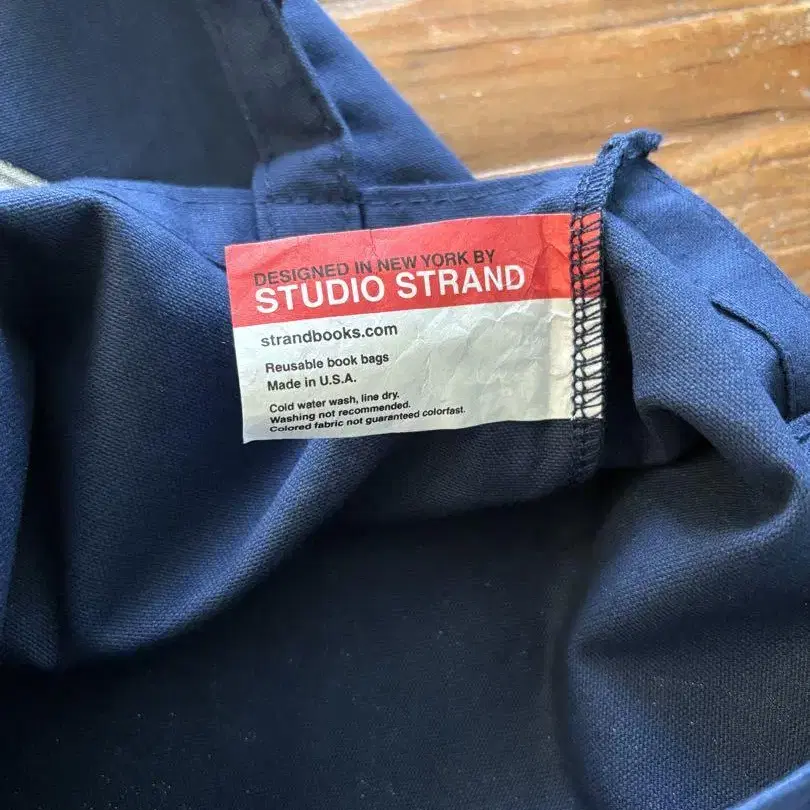 DESIGNED IN NEW YORK BY
STUDIO STRAND
strandbooks.com
Reusable book bags
Made in U.S.A.
Cold water wash, line dry.
Washing not recommended.
Colored fabric not guaranteed colorfast.